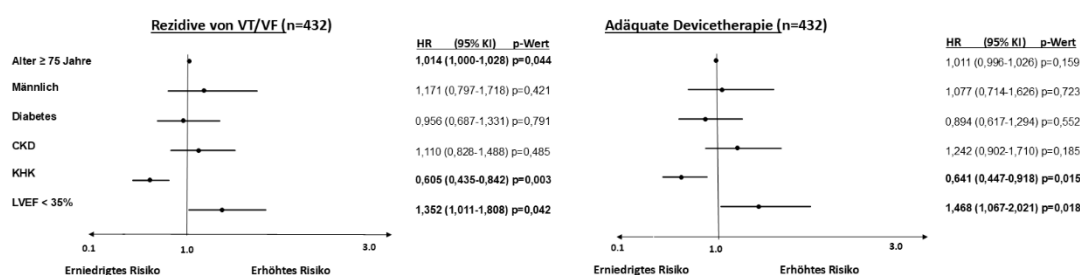 Rezidive von VT/VF (n=432)
HR (95% KI) p-Wert
Alter ≥ 75 Jahre 1,014 (1,000-1,028) p=0,044
Männlich 1,171 (0,797-1,718) p=0,421
Diabetes 0,956 (0,687-1,331) p=0,791
CKD 1,110 (0,828-1,488) p=0,485
KHK 0,605 (0,435-0,842) p=0,003
LVEF < 35% 1,352 (1,011-1,808) p=0,042
0.1 1.0 3.0
Erniedrigtes Risiko Erhöhtes Risiko
Adäquate Devicetherapie (n=432)
HR (95% KI) p-Wert
1,011 (0,996-1,026) p=0,159
1,077 (0,714-1,626) p=0,723
0,894 (0,617-1,294) p=0,552
1,242 (0,902-1,710) p=0,185
0,641 (0,447-0,918) p=0,015
1,468 (1,067-2,021) p=0,018
0.1 1.0 3.0
Erniedrigtes Risiko Erhöhtes Risiko